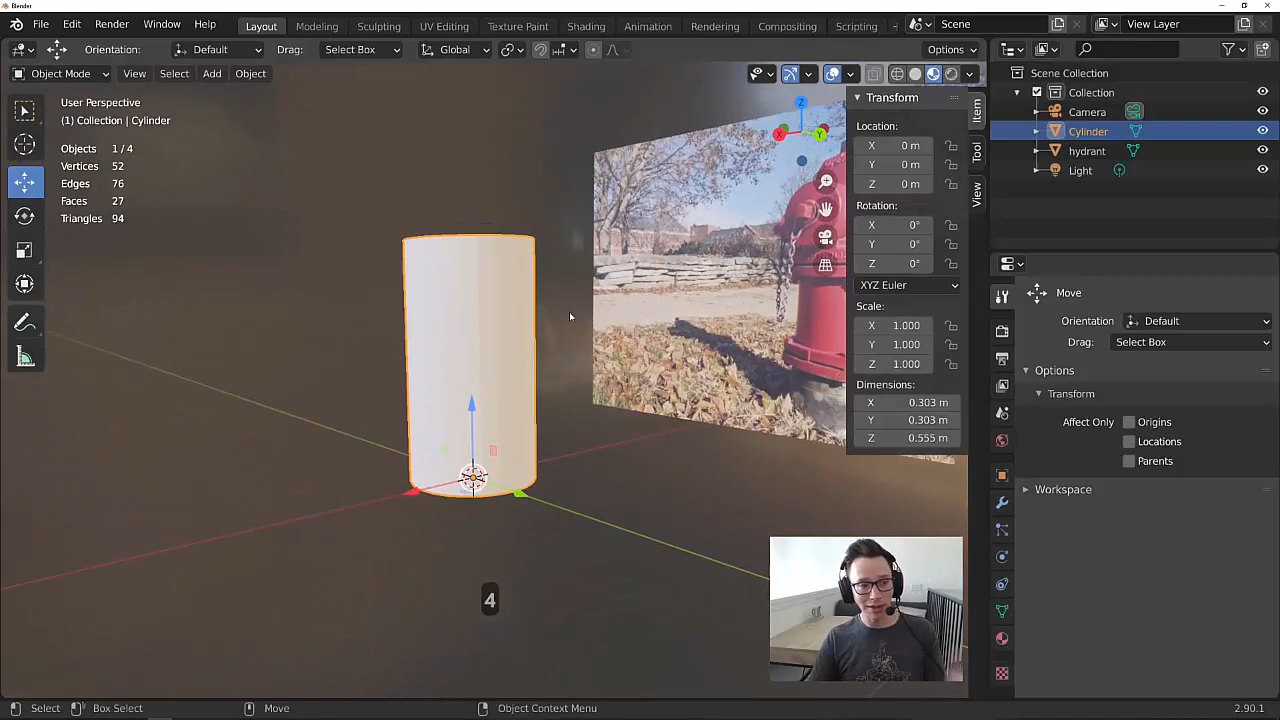 Blender
File Edit Render Window Help
Layout Modeling Sculpting UV Editing Texture Paint Shading Animation Rendering Compositing Scripting
Scene
View Layer
Orientation: Default Drag: Select Box Global Options
Object Mode View Select Add Object
User Perspective
(1) Collection | Cylinder
Objects 1 / 4
Vertices 52
Edges 76
Faces 27
Triangles 94
X Y Z
Transform
Location:
X 0 m
Y 0 m
Z 0 m
Rotation:
X 0°
Y 0°
Z 0°
XYZ Euler
Scale:
X 1.000
Y 1.000
Z 1.000
Dimensions:
X 0.303 m
Y 0.303 m
Z 0.555 m
Item
Tool
View
Scene Collection
Collection
Camera
Cylinder
hydrant
Light
Move
Orientation Default
Drag: Select Box
Options
Transform
Affect Only Origins
Locations
Parents
Workspace
4
Select Box Select Move Object Context Menu 2.90.1